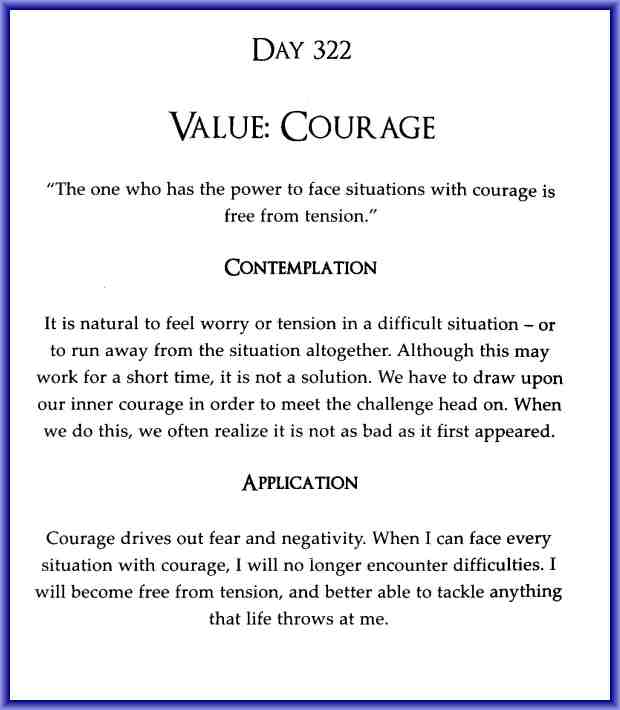 DAY 322
VALUE: COURAGE
"The one who has the power to face situations with courage is
free from tension."
CONTEMPLATION
It is natural to feel worry or tension in a difficult situation – or
to run away from the situation altogether. Although this may
work for a short time, it is not a solution. We have to draw upon
our inner courage in order to meet the challenge head on. When
we do this, we often realize it is not as bad as it first appeared.
APPLICATION
Courage drives out fear and negativity. When I can face every
situation with courage, I will no longer encounter difficulties. I
will become free from tension, and better able to tackle anything
that life throws at me.